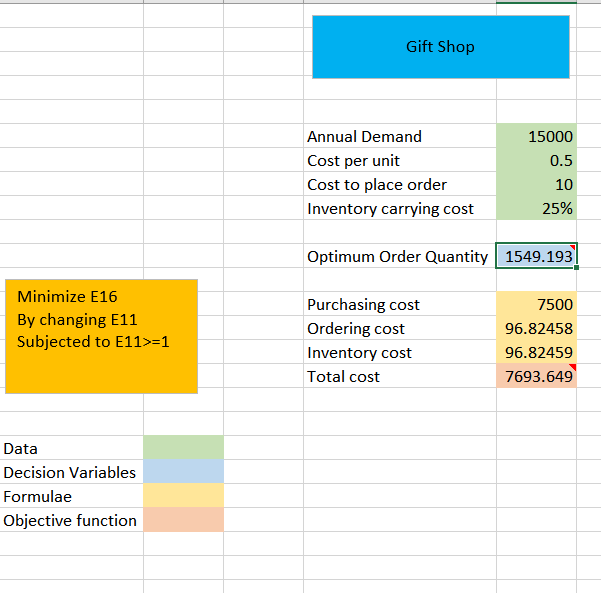 Gift Shop
Annual Demand 15000
Cost per unit 0.5
Cost to place order 10
Inventory carrying cost 25%
Optimum Order Quantity 1549.193
Minimize E16
By changing E11
Subjected to E11>=1
Purchasing cost 7500
Ordering cost 96.82458
Inventory cost 96.82459
Total cost 7693.649
Data
Decision Variables
Formulae
Objective function